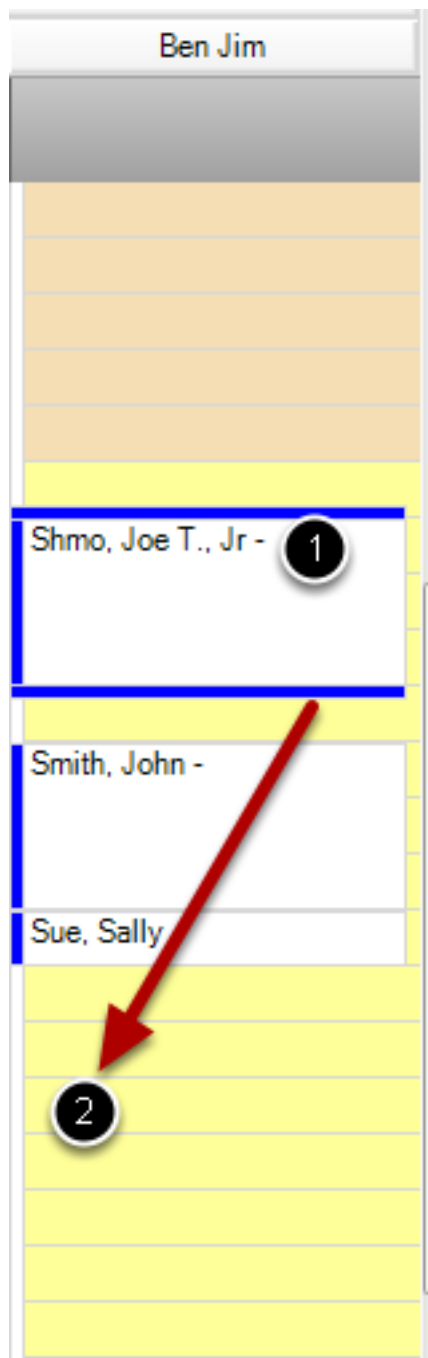 Ben Jim
Shmo, Joe T., Jr -
1
Smith, John -
Sue, Sally
2